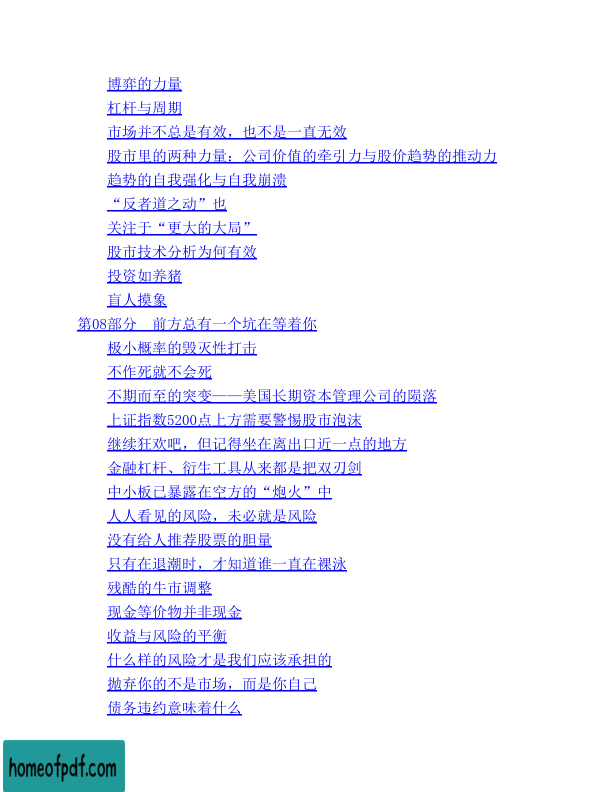 博弈的力量
杠杆与周期
市场并不总是有效，也不是一直无效
股市里的两种力量：公司价值的牵引力与股价趋势的推动力
趋势的自我强化与自我崩溃
“反者道之动”也
关注于“更大的大局”
股市技术分析为何有效
投资如养猪
盲人摸象
第08部分　前方总有一个坑在等着你
极小概率的毁灭性打击
不作死就不会死
不期而至的突变——美国长期资本管理公司的陨落
上证指数5200点上方需要警惕股市泡沫
继续狂欢吧，但记得坐在离出口近一点的地方
金融杠杆、衍生工具从来都是把双刃剑
中小板已暴露在空方的“炮火”中
人人看见的风险，未必就是风险
没有给人推荐股票的胆量
只有在退潮时，才知道谁一直在裸泳
残酷的牛市调整
现金等价物并非现金
收益与风险的平衡
什么样的风险才是我们应该承担的
抛弃你的不是市场，而是你自己
债务违约意味着什么
homeofpdf.com